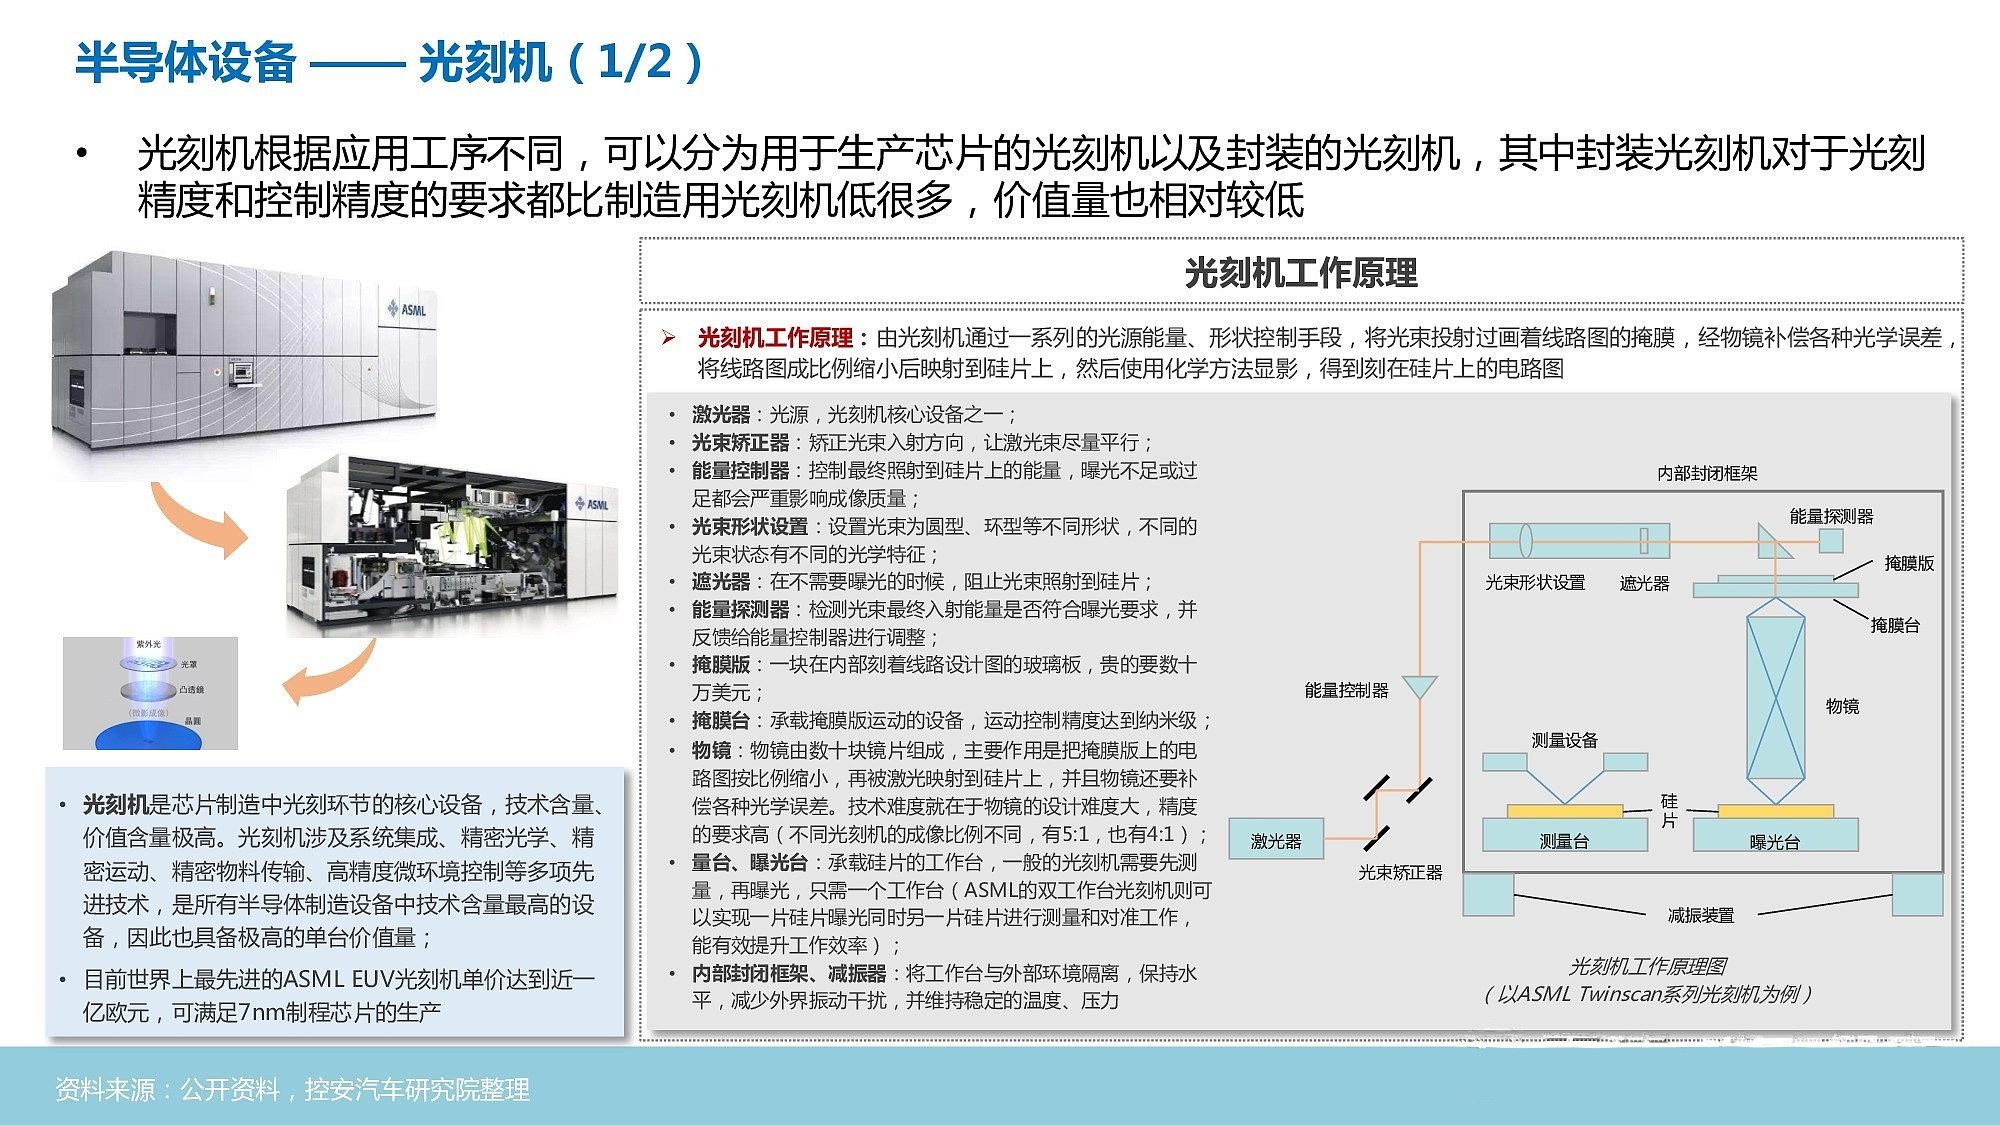 半导体设备 —— 光刻机（1/2）
• 光刻机根据应用工序不同，可以分为用于生产芯片的光刻机以及封装的光刻机，其中封装光刻机对于光刻
精度和控制精度的要求都比制造用光刻机低很多，价值量也相对较低
ASML
ASML
紫外光
光罩
凸透鏡
(微影成像)
晶圓
• 光刻机是芯片制造中光刻环节的核心设备，技术含量、
价值含量极高。光刻机涉及系统集成、精密光学、精
密运动、精密物料传输、高精度微环境控制等多项先
进技术，是所有半导体制造设备中技术含量最高的设
备，因此也具备极高的单台价值量；
• 目前世界上最先进的ASML EUV光刻机单价达到近一
亿欧元，可满足7nm制程芯片的生产
光刻机工作原理
➢ 光刻机工作原理：由光刻机通过一系列的光源能量、形状控制手段，将光束投射过画着线路图的掩膜，经物镜补偿各种光学误差，
将线路图成比例缩小后映射到硅片上，然后使用化学方法显影，得到刻在硅片上的电路图
• 激光器：光源，光刻机核心设备之一；
• 光束矫正器：矫正光束入射方向，让激光束尽量平行；
• 能量控制器：控制最终照射到硅片上的能量，曝光不足或过
足都会严重影响成像质量；
• 光束形状设置：设置光束为圆型、环型等不同形状，不同的
光束状态有不同的光学特征；
• 遮光器：在不需要曝光的时候，阻止光束照射到硅片；
• 能量探测器：检测光束最终入射能量是否符合曝光要求，并
反馈给能量控制器进行调整；
• 掩膜版：一块在内部刻着线路设计图的玻璃板，贵的要数十
万美元；
• 掩膜台：承载掩膜版运动的设备，运动控制精度达到纳米级；
• 物镜：物镜由数十块镜片组成，主要作用是把掩膜版上的电
路图按比例缩小，再被激光映射到硅片上，并且物镜还要补
偿各种光学误差。技术难度就在于物镜的设计难度大，精度
的要求高（不同光刻机的成像比例不同，有5:1，也有4:1）；
• 量台、曝光台：承载硅片的工作台，一般的光刻机需要先测
量，再曝光，只需一个工作台（ASML的双工作台光刻机则可
以实现一片硅片曝光同时另一片硅片进行测量和对准工作，
能有效提升工作效率）；
• 内部封闭框架、减振器：将工作台与外部环境隔离，保持水
平，减少外界振动干扰，并维持稳定的温度、压力
内部封闭框架
能量探测器
掩膜版
光束形状设置
遮光器
掩膜台
能量控制器
物镜
测量设备
硅
片
激光器
测量台
曝光台
光束矫正器
减振装置
光刻机工作原理图
（以ASML Twinscan系列光刻机为例）
资料来源：公开资料，控安汽车研究院整理